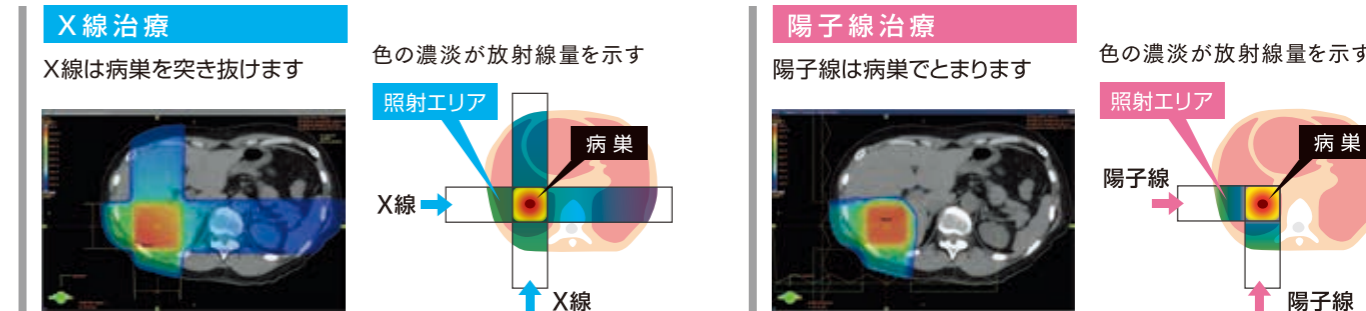 X線治療
X線は病巣を突き抜けます
色の濃淡が放射線量を示す
照射エリア
病巣
X線
X線
陽子線治療
陽子線は病巣でとまります
色の濃淡が放射線量を示す
照射エリア
病巣
陽子線
陽子線